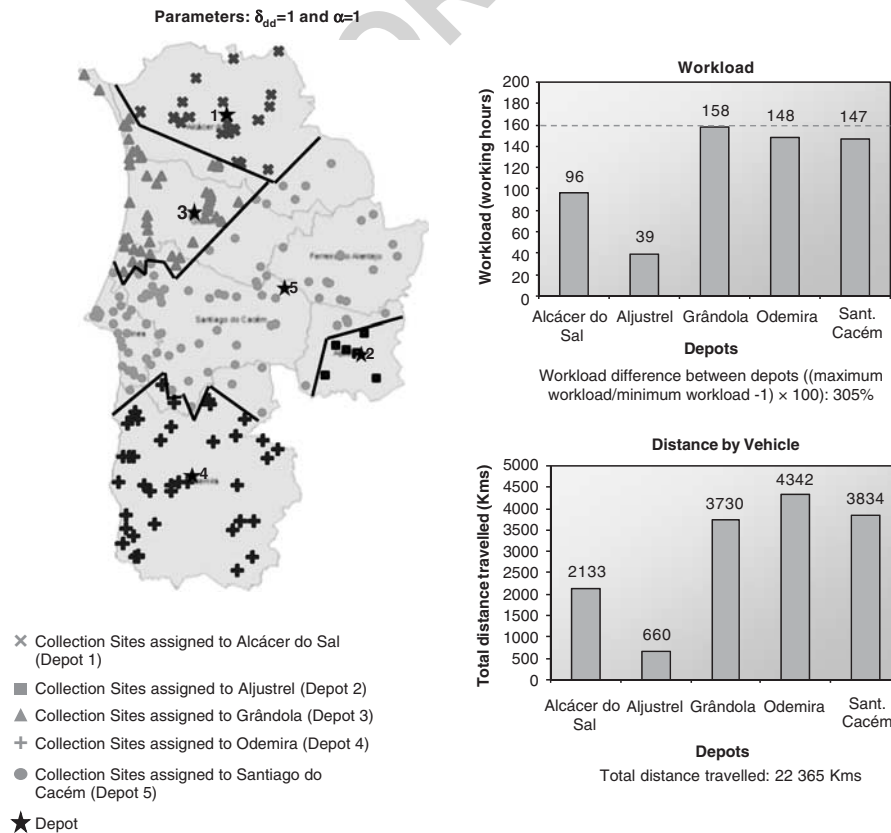 Parameters: δdd=1 and α=1
1
3
5
2
4
Santiago do Cacém
✕ Collection Sites assigned to Alcácer do Sal
(Depot 1)
■ Collection Sites assigned to Aljustrel (Depot 2)
▲ Collection Sites assigned to Grândola (Depot 3)
+ Collection Sites assigned to Odemira (Depot 4)
● Collection Sites assigned to Santiago do
Cacém (Depot 5)
★ Depot
Workload
Workload (working hours)
200
180
160
140
120
100
80
60
40
20
0
96
39
158
148
147
Alcácer do Sal
Aljustrel
Grândola
Odemira
Sant. Cacém
Depots
Workload difference between depots ((maximum
workload/minimum workload -1) × 100): 305%
Distance by Vehicle
Total distance travelled (Kms)
5000
4500
4000
3500
3000
2500
2000
1500
1000
500
0
2133
660
3730
4342
3834
Alcácer do Sal
Aljustrel
Grândola
Odemira
Sant. Cacém
Depots
Total distance travelled: 22 365 Kms